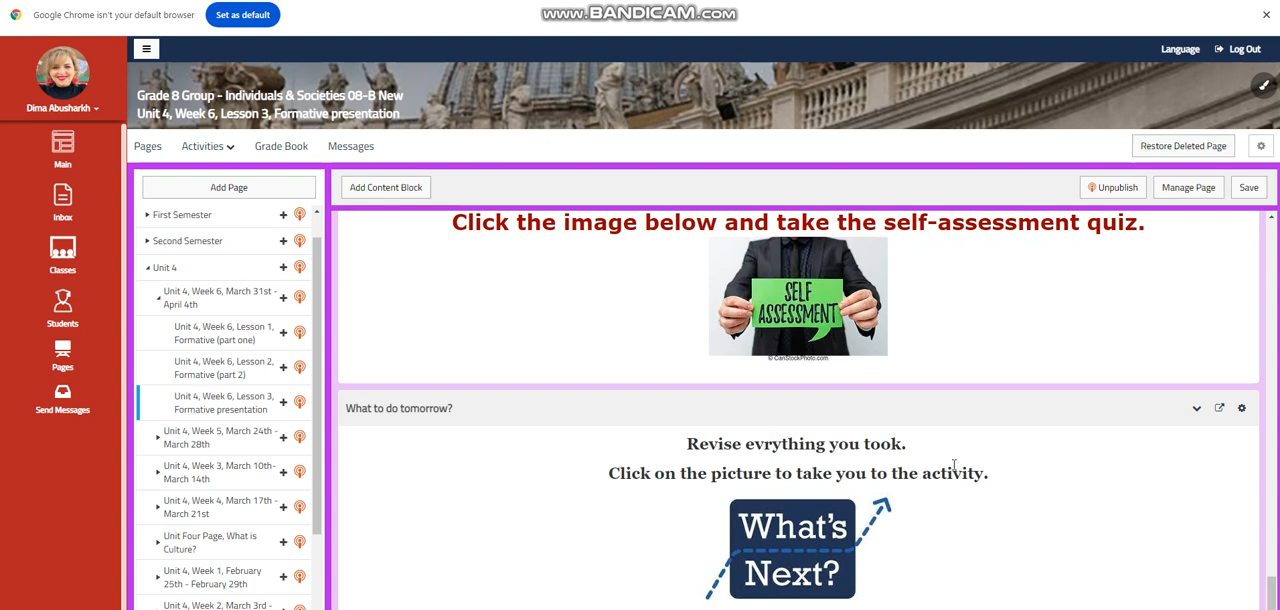 Google Chrome isn't your default browser
Set as default
www.BANDICAM.com
Language
Log Out
Dima Abusharkh
Grade 8 Group - Individuals & Societies 08-B New
Unit 4, Week 6, Lesson 3, Formative presentation
Pages
Activities
Grade Book
Messages
Restore Deleted Page
Main
Inbox
Classes
Students
Pages
Send Messages
Add Page
First Semester
Second Semester
Unit 4
Unit 4, Week 6, March 31st -
April 4th
Unit 4, Week 6, Lesson 1,
Formative (part one)
Unit 4, Week 6, Lesson 2,
Formative (part 2)
Unit 4, Week 6, Lesson 3,
Formative presentation
Unit 4, Week 5, March 24th -
March 28th
Unit 4, Week 3, March 10th-
March 14th
Unit 4, Week 4, March 17th -
March 21st
Unit Four Page, What is
Culture?
Unit 4, Week 1, February
25th - February 29th
Unit 4, Week 2, March 3rd -
Add Content Block
Unpublish
Manage Page
Save
Click the image below and take the self-assessment quiz.
SELF
ASSESSMENT
© CanStockPhoto.com
What to do tomorrow?
Revise evrything you took.
Click on the picture to take you to the activity.
What's
Next?